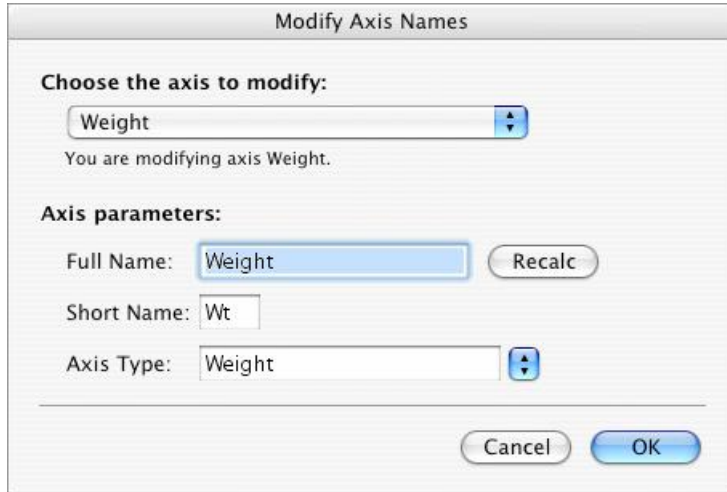 Modify Axis Names
Choose the axis to modify:
Weight
You are modifying axis Weight.
Axis parameters:
Full Name: Weight Recalc
Short Name: Wt
Axis Type: Weight
Cancel OK